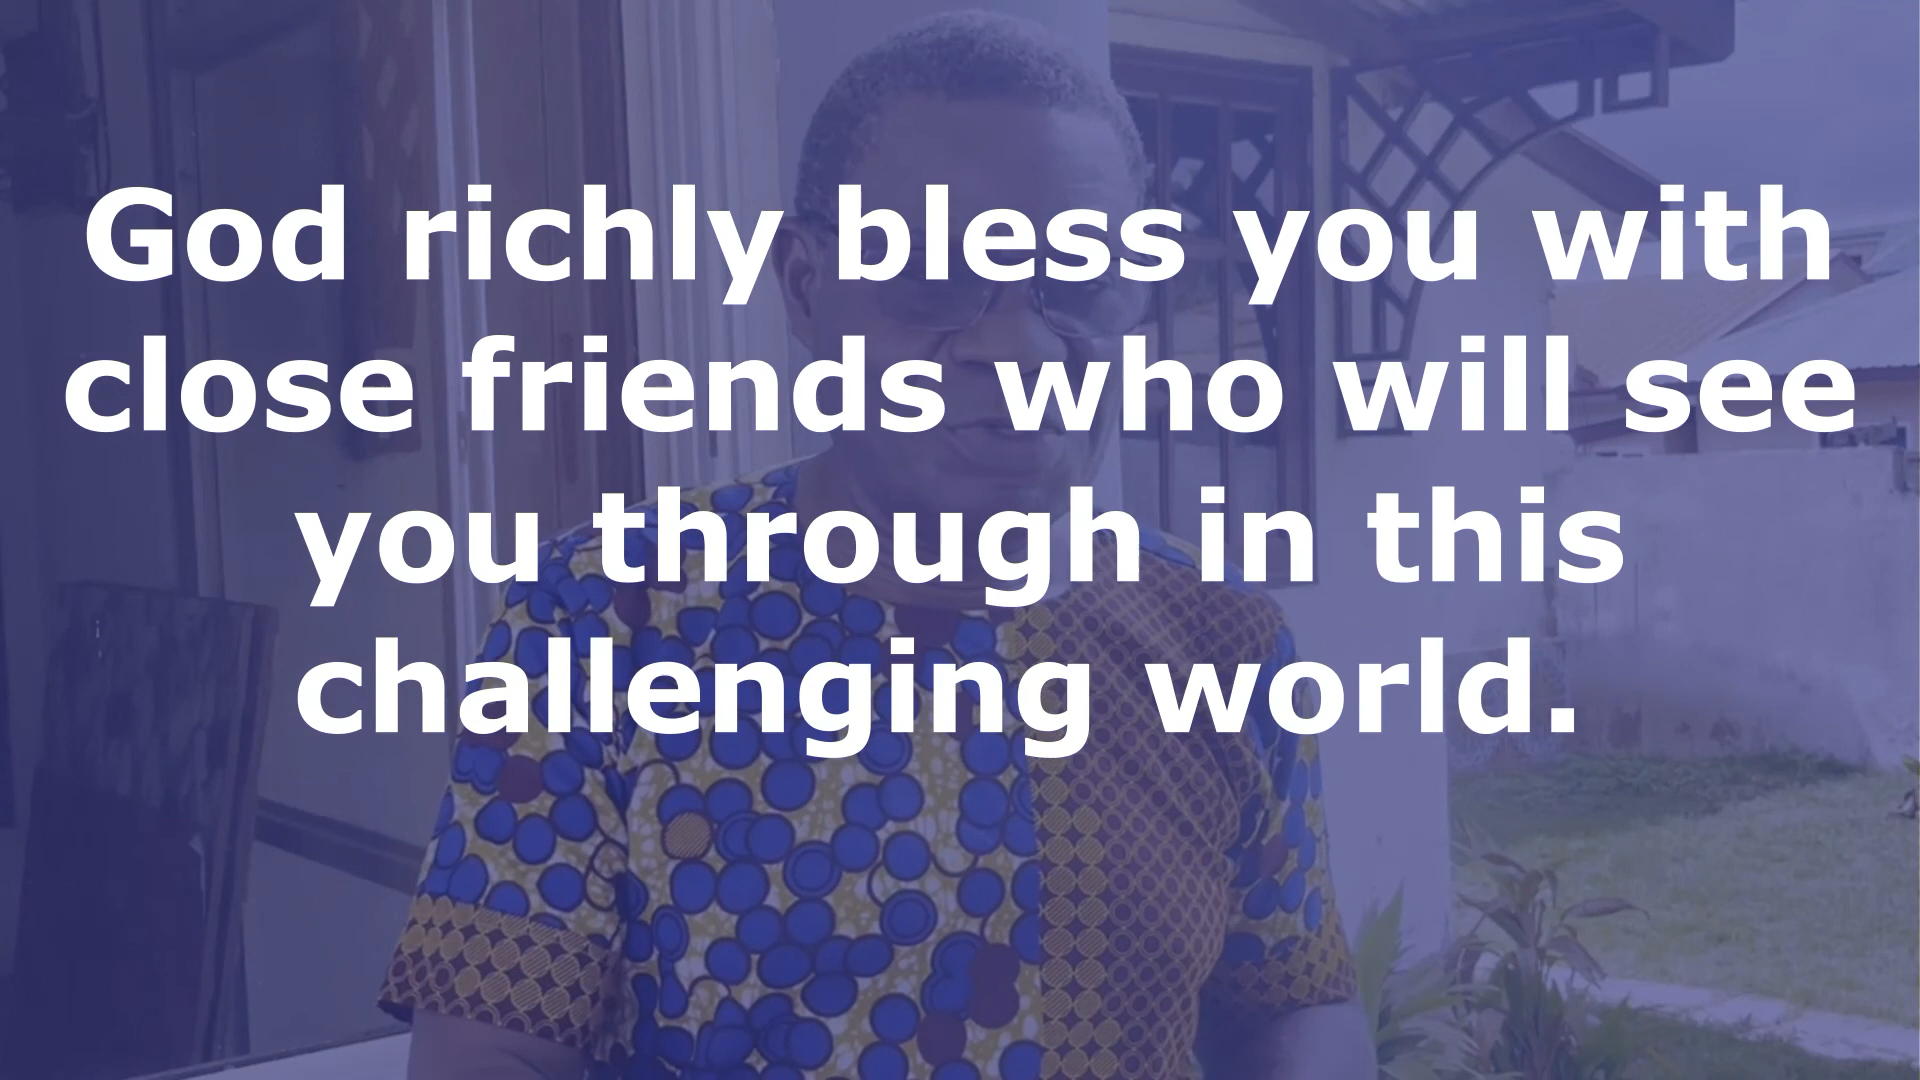 God richly bless you with
close friends who will see
you through in this
challenging world.